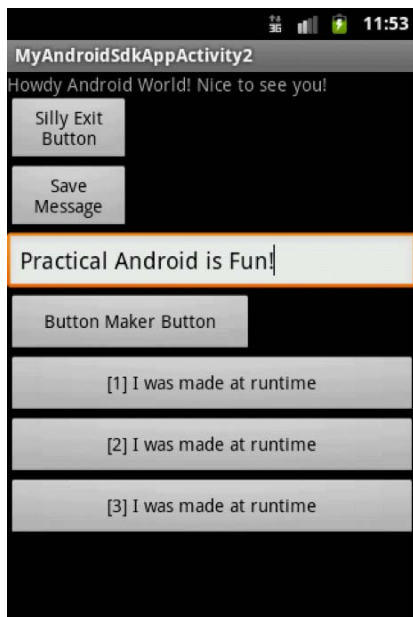 3G 11:53
MyAndroidSdkAppActivity2
Howdy Android World! Nice to see you!
Silly Exit
Button
Save
Message
Practical Android is Fun!
Button Maker Button
[1] I was made at runtime
[2] I was made at runtime
[3] I was made at runtime